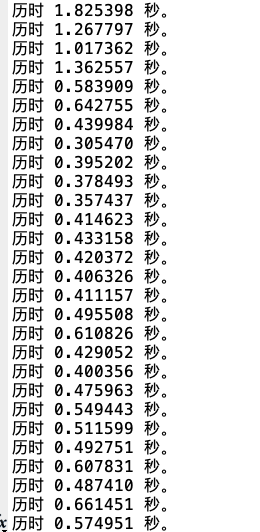 历时 1.825398 秒。
历时 1.267797 秒。
历时 1.017362 秒。
历时 1.362557 秒。
历时 0.583909 秒。
历时 0.642755 秒。
历时 0.439984 秒。
历时 0.305470 秒。
历时 0.395202 秒。
历时 0.378493 秒。
历时 0.357437 秒。
历时 0.414623 秒。
历时 0.433158 秒。
历时 0.420372 秒。
历时 0.406326 秒。
历时 0.411157 秒。
历时 0.495508 秒。
历时 0.610826 秒。
历时 0.429052 秒。
历时 0.400356 秒。
历时 0.475963 秒。
历时 0.549443 秒。
历时 0.511599 秒。
历时 0.492751 秒。
历时 0.607831 秒。
历时 0.487410 秒。
历时 0.661451 秒。
历时 0.574951 秒。